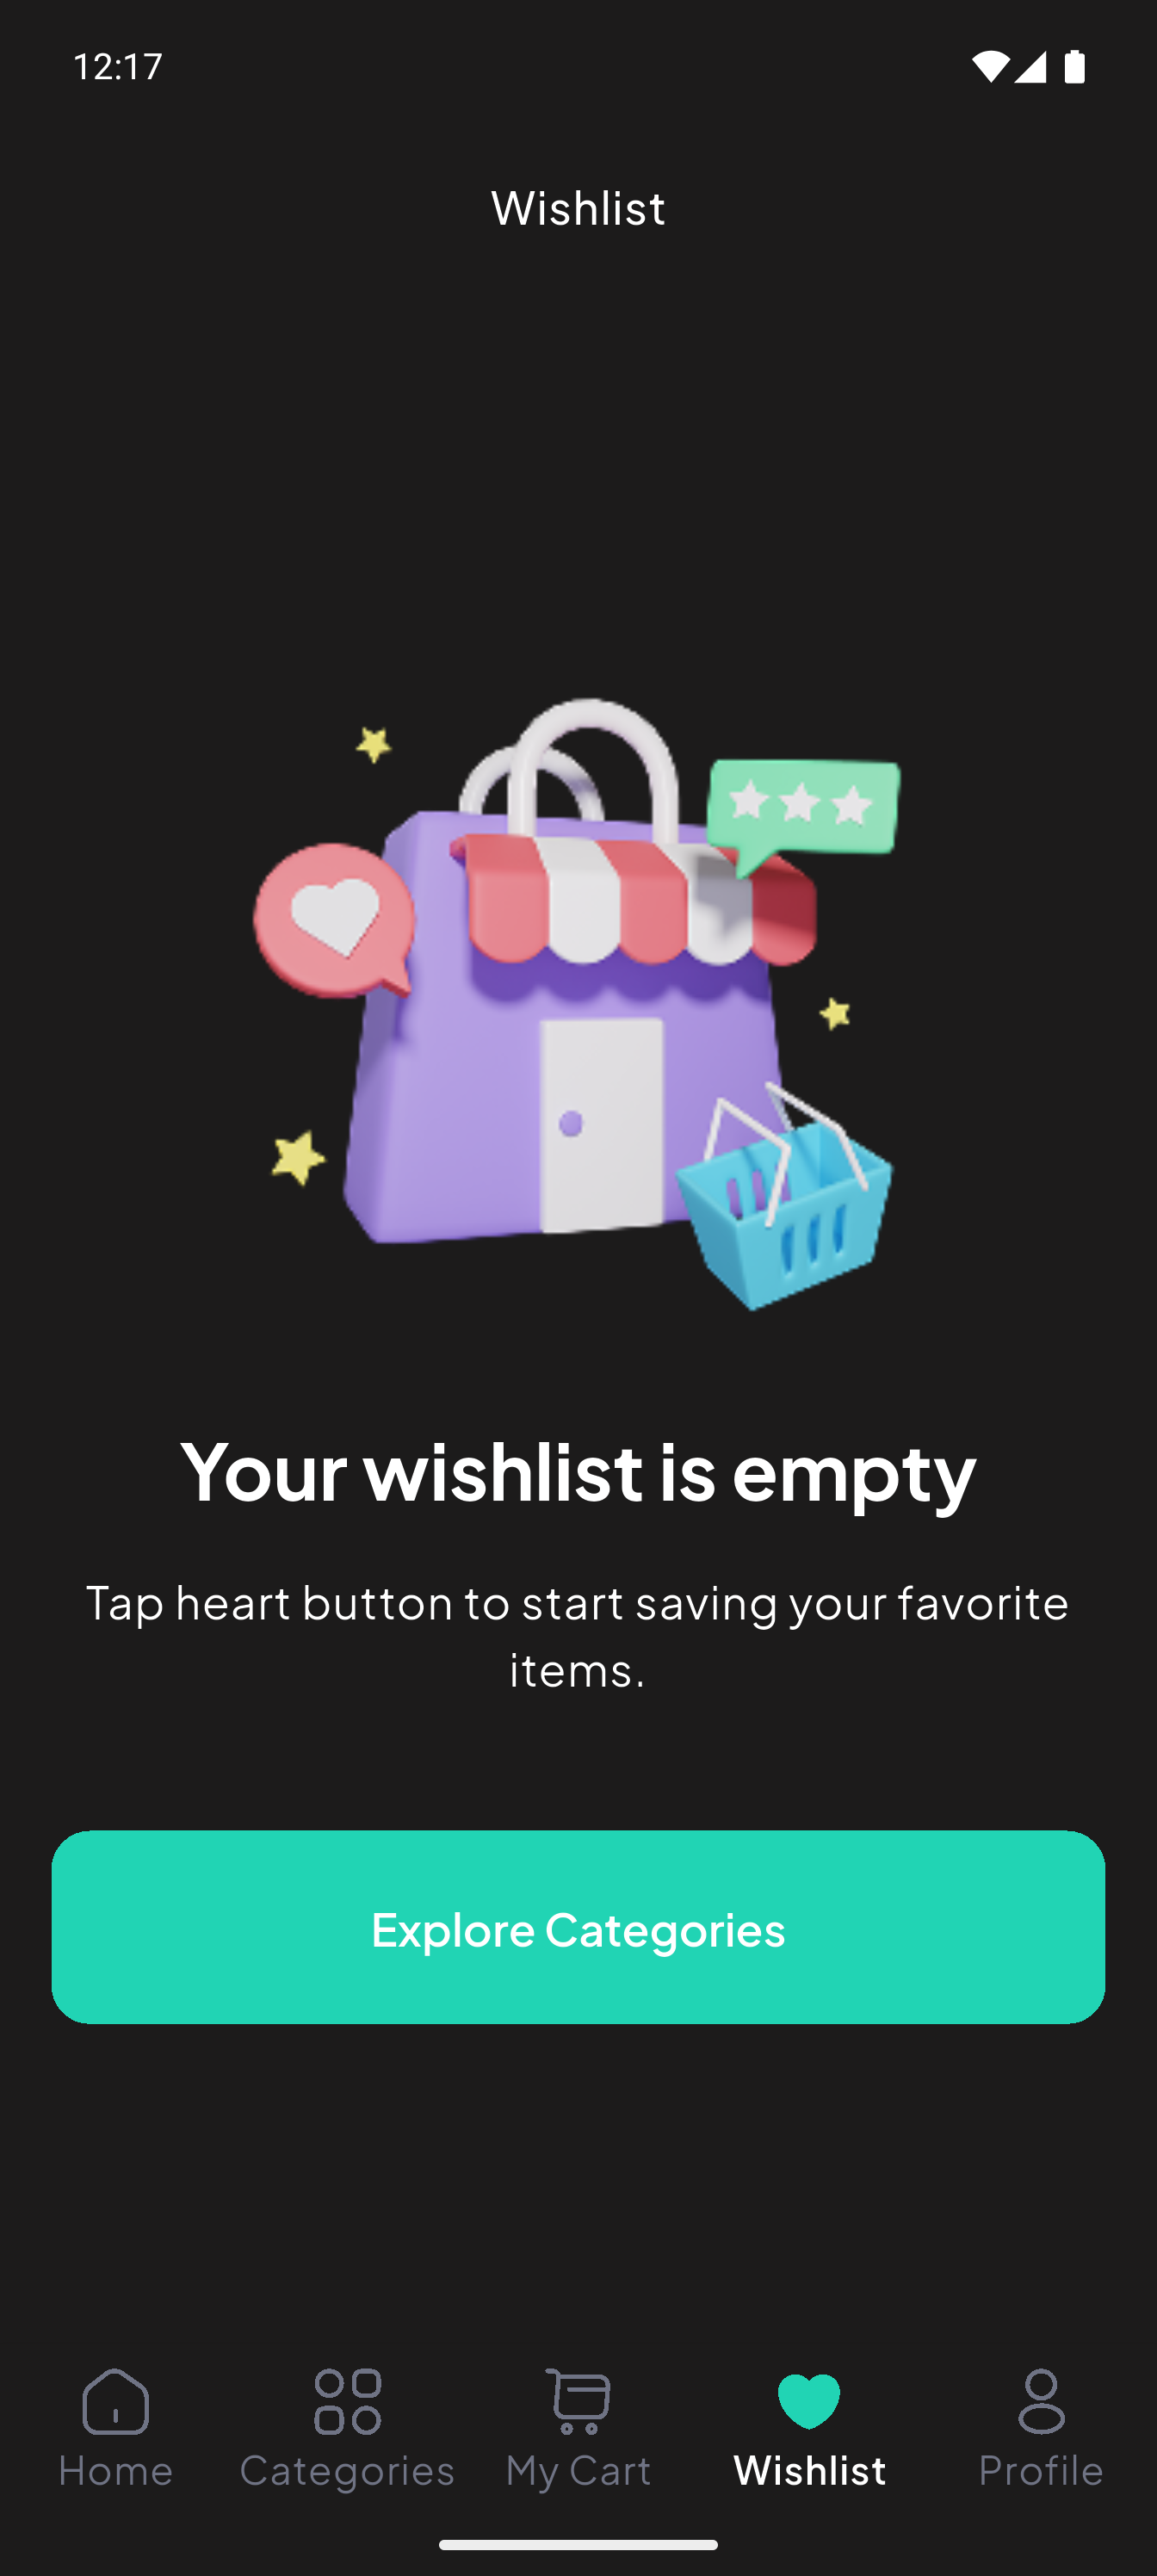 12:17
Wishlist
Your wishlist is empty
Tap heart button to start saving your favorite
items.
Explore Categories
Home
Categories
My Cart
Wishlist
Profile